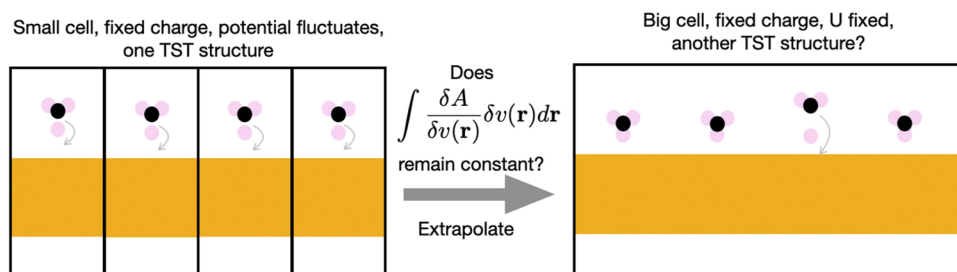 Small cell, fixed charge, potential fluctuates,
one TST structure
Does
∫ δA/δv(r) δv(r)dr
remain constant?
Extrapolate
Big cell, fixed charge, U fixed,
another TST structure?